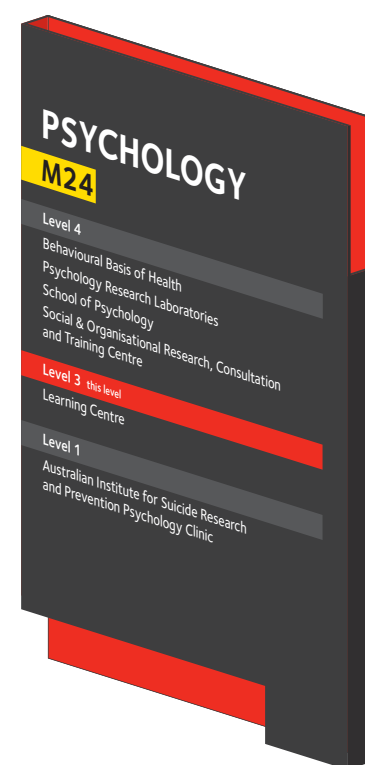 PSYCHOLOGY
M24
Level 4
Behavioural Basis of Health
Psychology Research Laboratories
School of Psychology
Social & Organisational Research, Consultation
and Training Centre
Level 3 this level
Learning Centre
Level 1
Australian Institute for Suicide Research
and Prevention Psychology Clinic